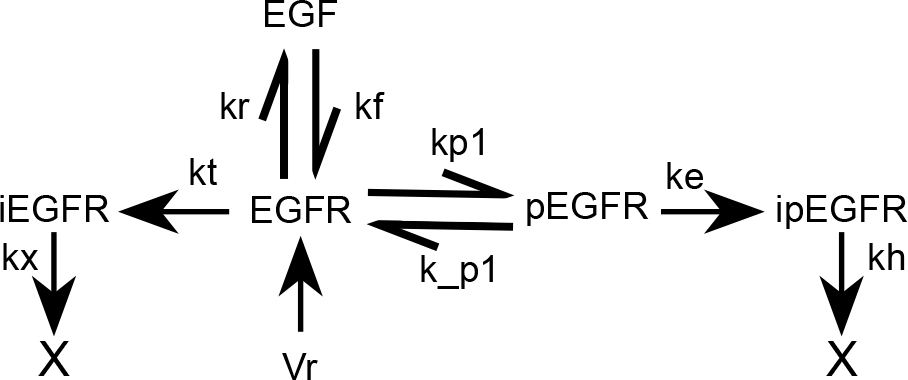 EGF
kr
kf
kp1
kt
ke
iEGFR
EGFR
pEGFR
ipEGFR
kx
k_p1
kh
X
Vr
X